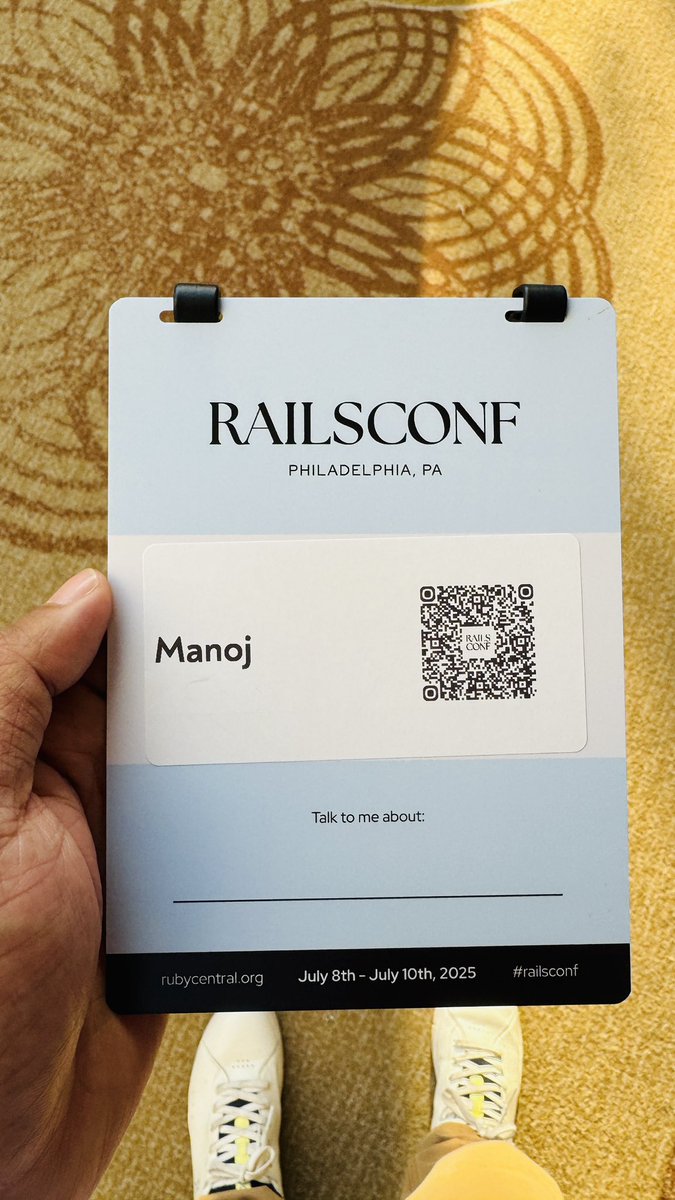 RAILSCONF
PHILADELPHIA, PA
Manoj
RAILS
CONF
Talk to me about:
rubycentral.org July 8th - July 10th, 2025 #railsconf